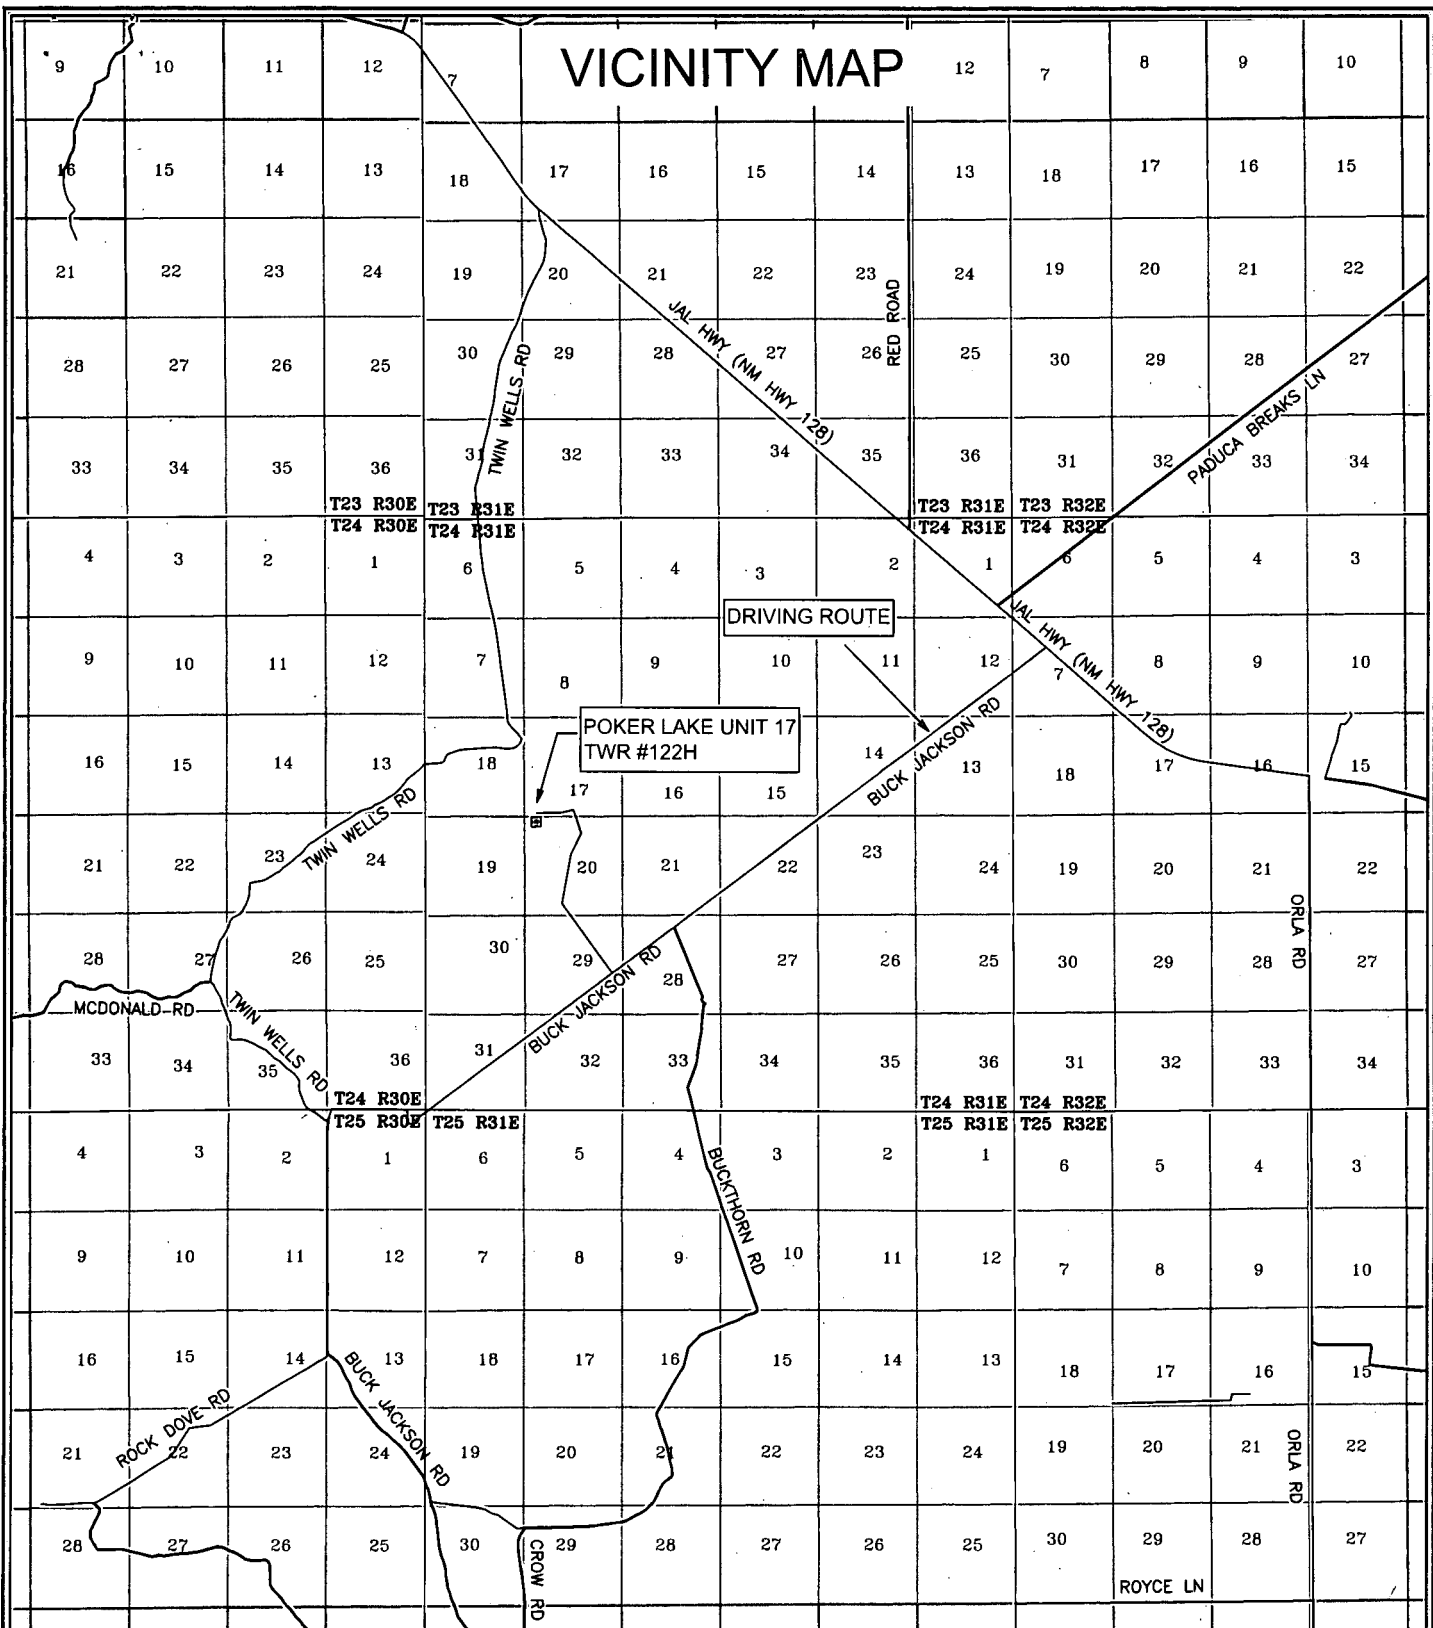 VICINITY MAP
9 10 11 12 7 12 7 8 9 10
16 15 14 13 18 17 16 15 14 13 18 17 16 15
21 22 23 24 19 20 21 22 23 24 19 20 21 22
RED ROAD
JAL HWY (NM HWY 128)
28 27 26 25 30 29 28 27 26 25 30 29 28 27
TWIN WELLS RD
PADUCA BREAKS LN
33 34 35 36 31 32 33 34 35 36 31 32 33 34
T23 R30E T23 R31E T23 R31E T23 R32E
T24 R30E T24 R31E T24 R31E T24 R32E
4 3 2 1 6 5 4 3 2 1 6 5 4 3
DRIVING ROUTE
JAL HWY (NM HWY 128)
9 10 11 12 7 8 9 10 11 12 7 8 9 10
POKER LAKE UNIT 17
TWR #122H
BUCK JACKSON RD
16 15 14 13 18 17 16 15 14 13 18 17 16 15
TWIN WELLS RD
21 22 23 24 19 20 21 22 23 24 19 20 21 22
ORLA RD
28 27 26 25 30 29 28 27 26 25 30 29 28 27
MCDONALD RD
TWIN WELLS RD
BUCK JACKSON RD
33 34 35 36 31 32 33 34 35 36 31 32 33 34
T24 R30E T24 R31E T24 R32E
T25 R30E T25 R31E T25 R31E T25 R32E
4 3 2 1 6 5 4 3 2 1 6 5 4 3
BUCKTHORN RD
9 10 11 12 7 8 9 10 11 12 7 8 9 10
16 15 14 13 18 17 16 15 14 13 18 17 16 15
BUCK JACKSON RD
ROCK DOVE RD
21 22 23 24 19 20 21 22 23 24 19 20 21 22
ORLA RD
28 27 26 25 30 29 28 27 26 25 30 29 28 27
CROW RD
ROYCE LN